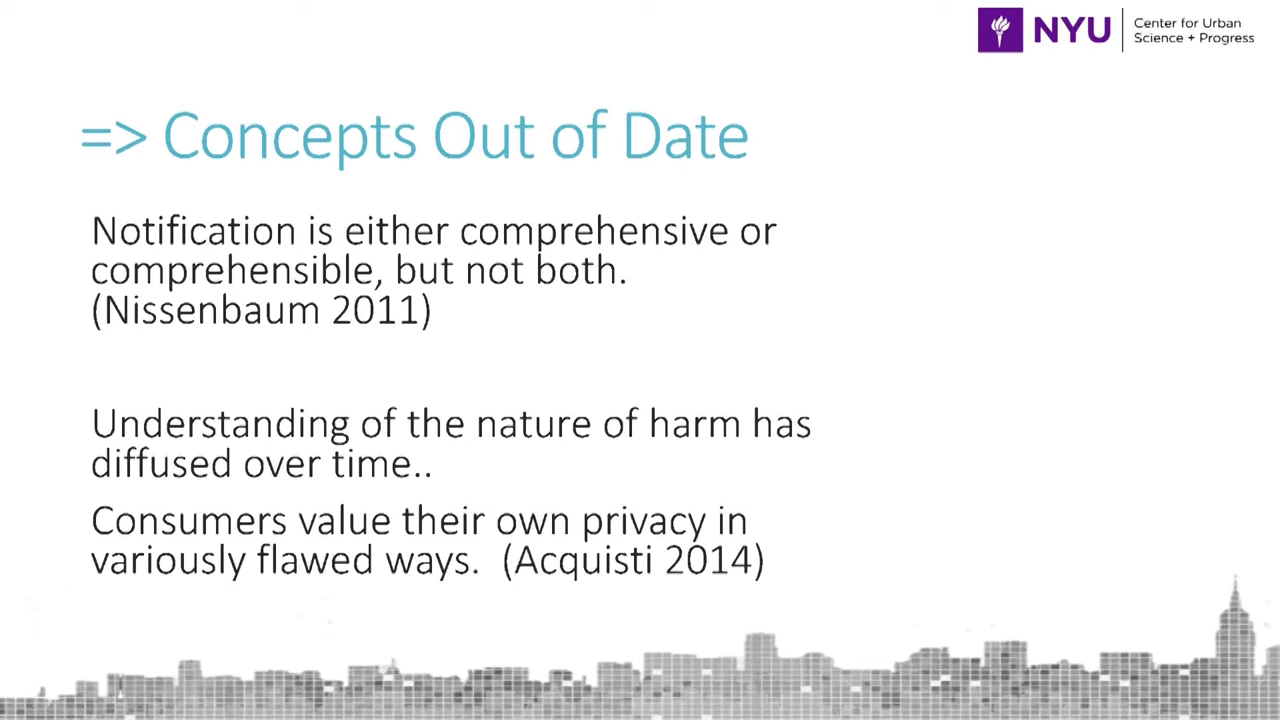 NYU
Center for Urban
Science + Progress
=> Concepts Out of Date
Notification is either comprehensive or
comprehensible, but not both.
(Nissenbaum 2011)
Understanding of the nature of harm has
diffused over time..
Consumers value their own privacy in
variously flawed ways.  (Acquisti 2014)